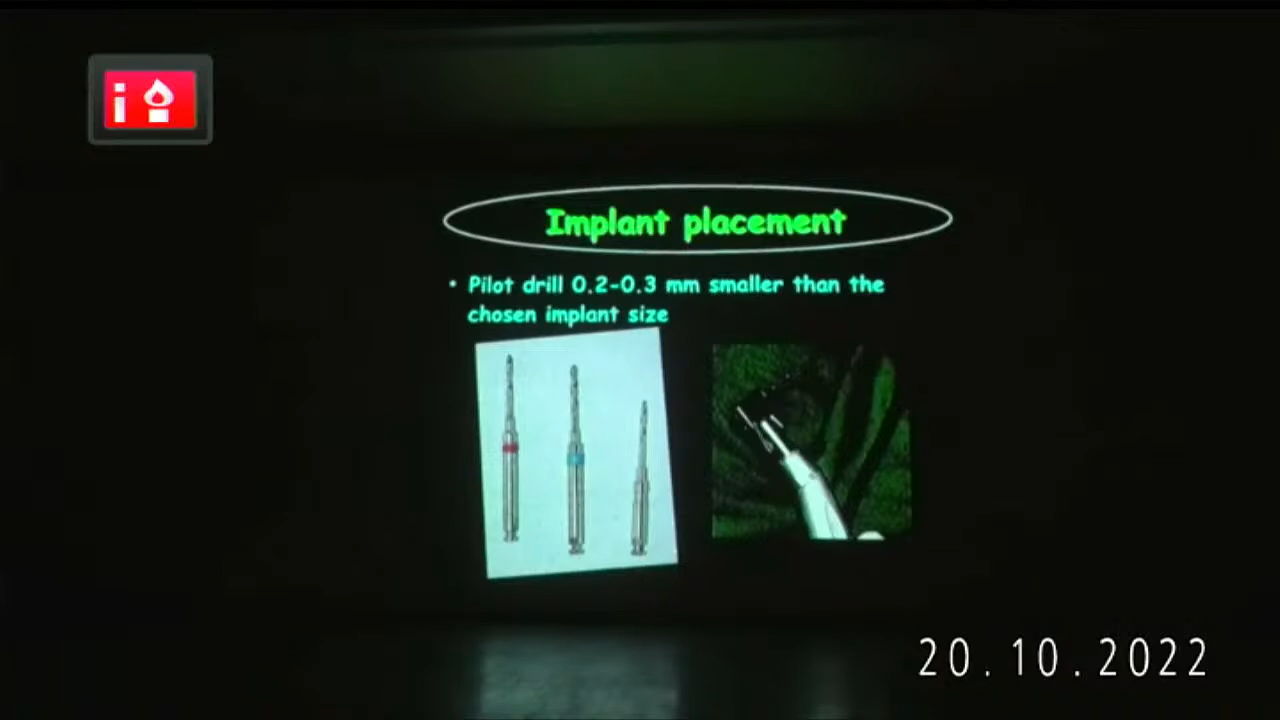 i
Implant placement
• Pilot drill 0.2-0.3 mm smaller than the
chosen implant size
20.10.2022